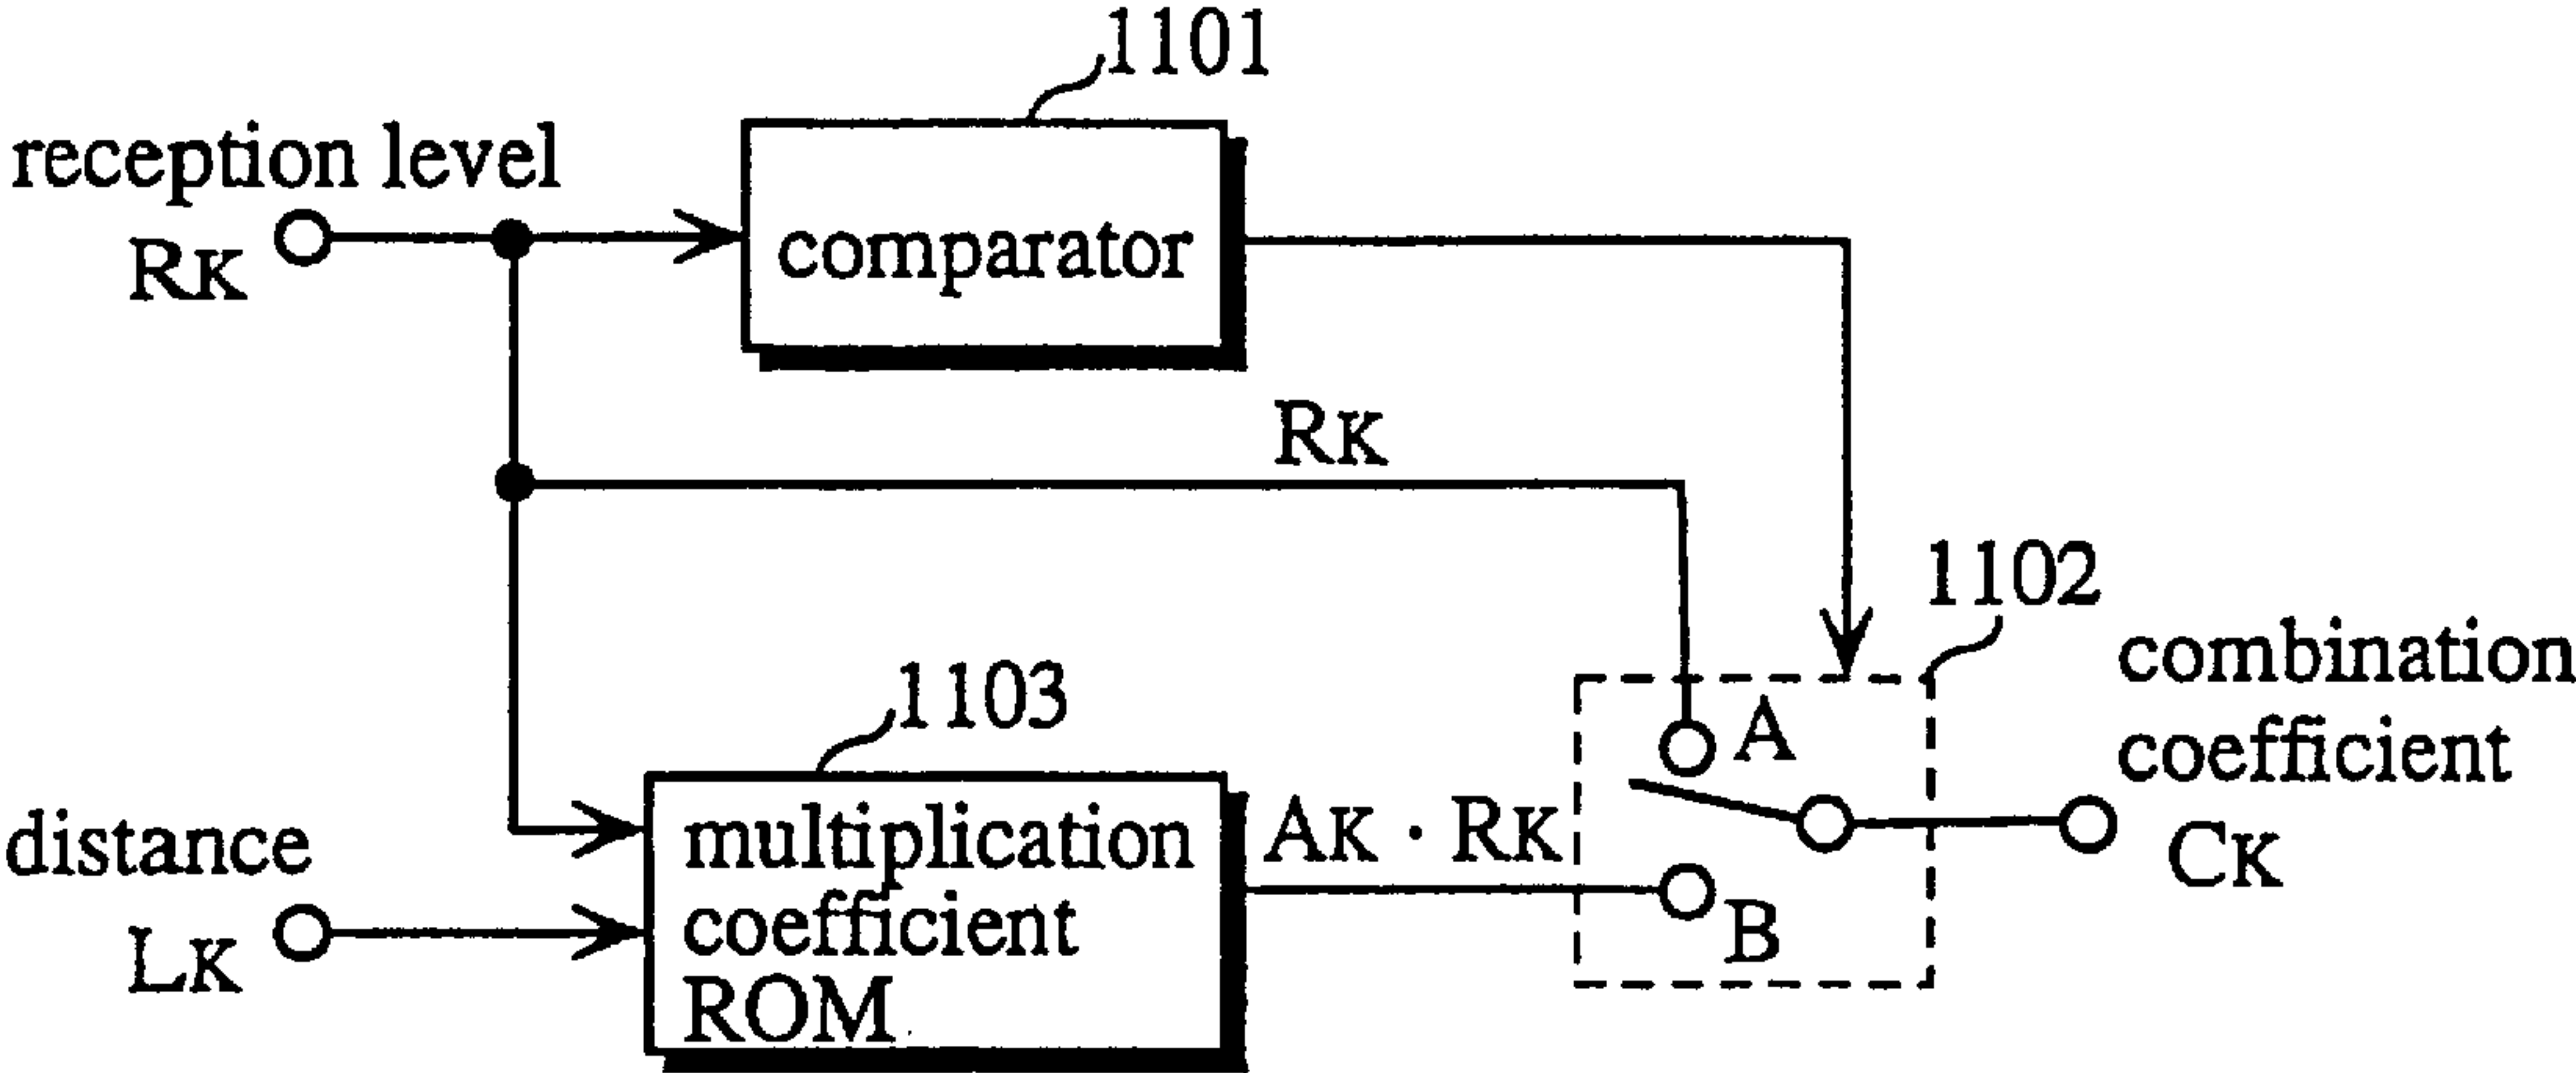 1101
reception level
RK
comparator
RK
1102
combination
coefficient
CK
1103
distance
LK
multiplication
coefficient
ROM
AK · RK
A
B